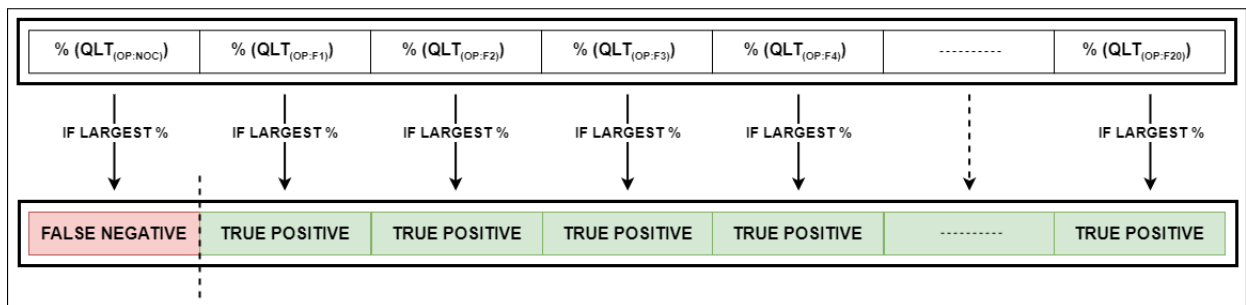 % (QLT(OP:NOC)) % (QLT(OP:F1)) % (QLT(OP:F2)) % (QLT(OP:F3)) % (QLT(OP:F4)) ---------- % (QLT(OP:F20))
IF LARGEST % IF LARGEST % IF LARGEST % IF LARGEST % IF LARGEST % IF LARGEST %
FALSE NEGATIVE TRUE POSITIVE TRUE POSITIVE TRUE POSITIVE TRUE POSITIVE ---------- TRUE POSITIVE